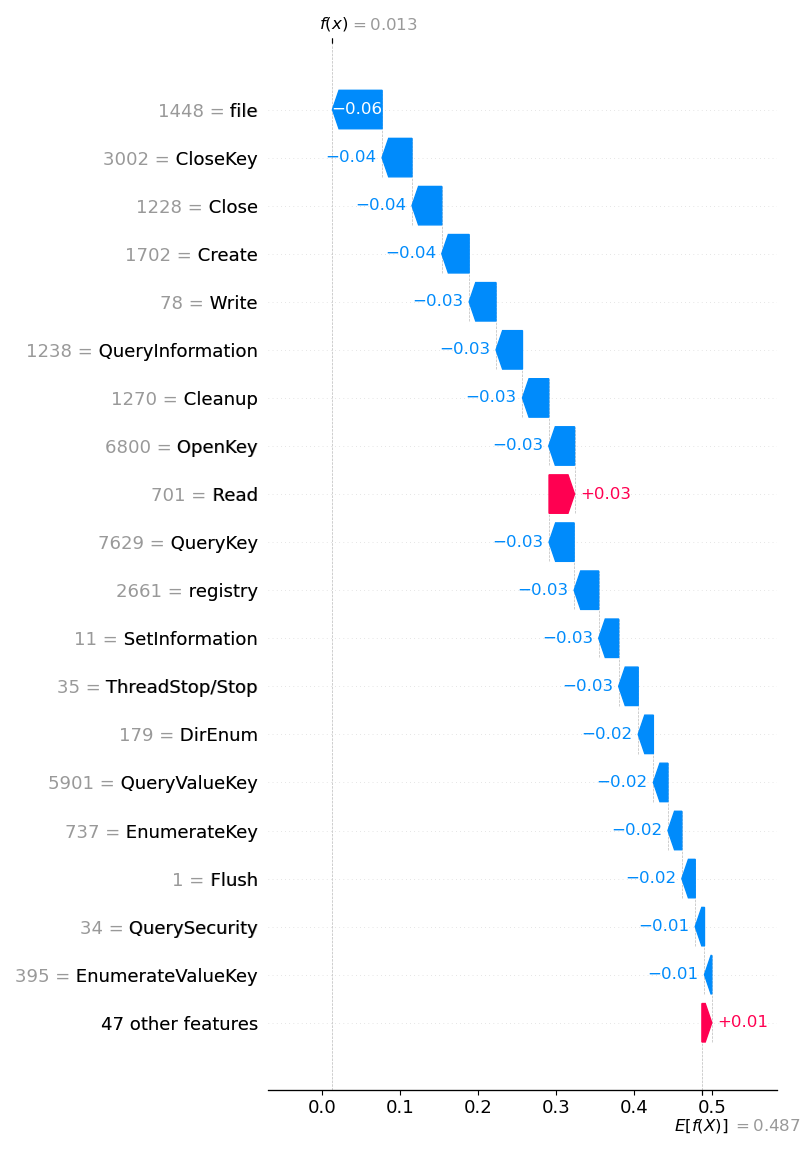 f(x) = 0.013
1448 = file
−0.06
3002 = CloseKey
−0.04
1228 = Close
−0.04
1702 = Create
−0.04
78 = Write
−0.03
1238 = QueryInformation
−0.03
1270 = Cleanup
−0.03
6800 = OpenKey
−0.03
701 = Read
+0.03
7629 = QueryKey
−0.03
2661 = registry
−0.03
11 = SetInformation
−0.03
35 = ThreadStop/Stop
−0.03
179 = DirEnum
−0.02
5901 = QueryValueKey
−0.02
737 = EnumerateKey
−0.02
1 = Flush
−0.02
34 = QuerySecurity
−0.01
395 = EnumerateValueKey
−0.01
47 other features
+0.01
0.0 0.1 0.2 0.3 0.4 0.5
E[f(X)] = 0.487